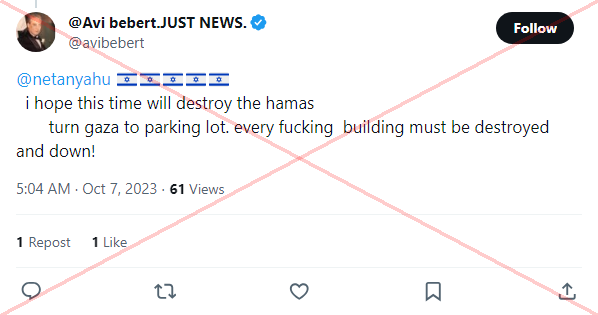 @Avi bebert.JUST NEWS.
@avibebert
Follow
@netanyahu 🇮🇱🇮🇱🇮🇱🇮🇱🇮🇱
i hope this time will destroy the hamas
turn gaza to parking lot. every fucking building must be destroyed
and down!
5:04 AM · Oct 7, 2023 · 61 Views
1 Repost 1 Like